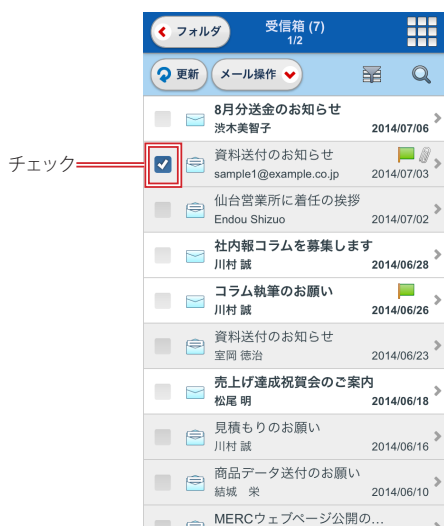 フォルダ
受信箱 (7)
1/2
更新
メール操作
8月分送金のお知らせ
渋木美智子 2014/07/06
チェック
資料送付のお知らせ
sample1@example.co.jp 2014/07/03
仙台営業所に着任の挨拶
Endou Shizuo 2014/07/02
社内報コラムを募集します
川村 誠 2014/06/28
コラム執筆のお願い
川村 誠 2014/06/26
資料送付のお知らせ
室岡 徳治 2014/06/23
売上げ達成祝賀会のご案内
松尾 明 2014/06/18
見積もりのお願い
川村 誠 2014/06/16
商品データ送付のお願い
結城　栄 2014/06/10
MERCウェブページ公開の...